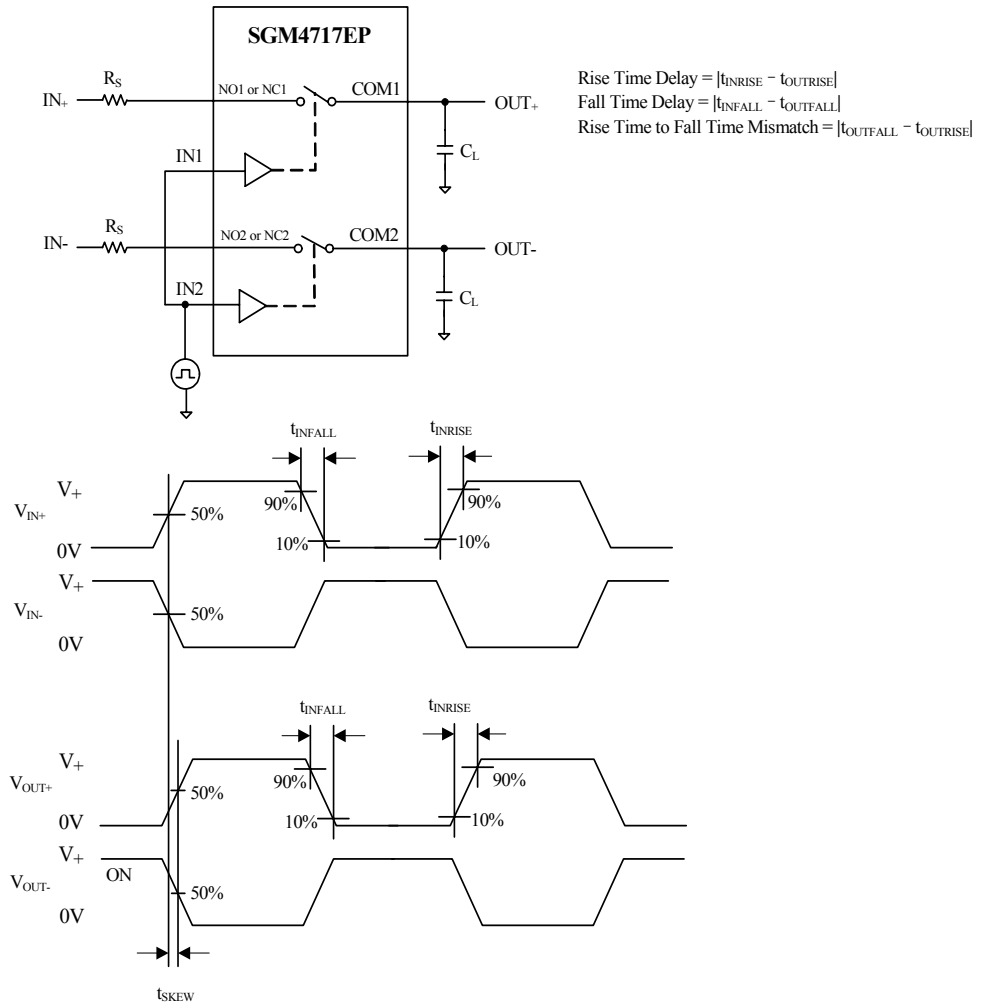 SGM4717EP
Rise Time Delay = |tINRISE − tOUTRISE|
Fall Time Delay = |tINFALL − tOUTFALL|
Rise Time to Fall Time Mismatch = |tOUTFALL − tOUTRISE|
IN+
RS
NO1 or NC1
COM1
OUT+
CL
IN1
IN-
RS
NO2 or NC2
COM2
OUT-
CL
IN2
tINFALL
tINRISE
V+
VIN+
0V
50%
90%
10%
10%
90%
V+
VIN-
0V
50%
tINFALL
tINRISE
V+
VOUT+
0V
50%
90%
10%
10%
90%
V+
ON
VOUT-
0V
50%
tSKEW